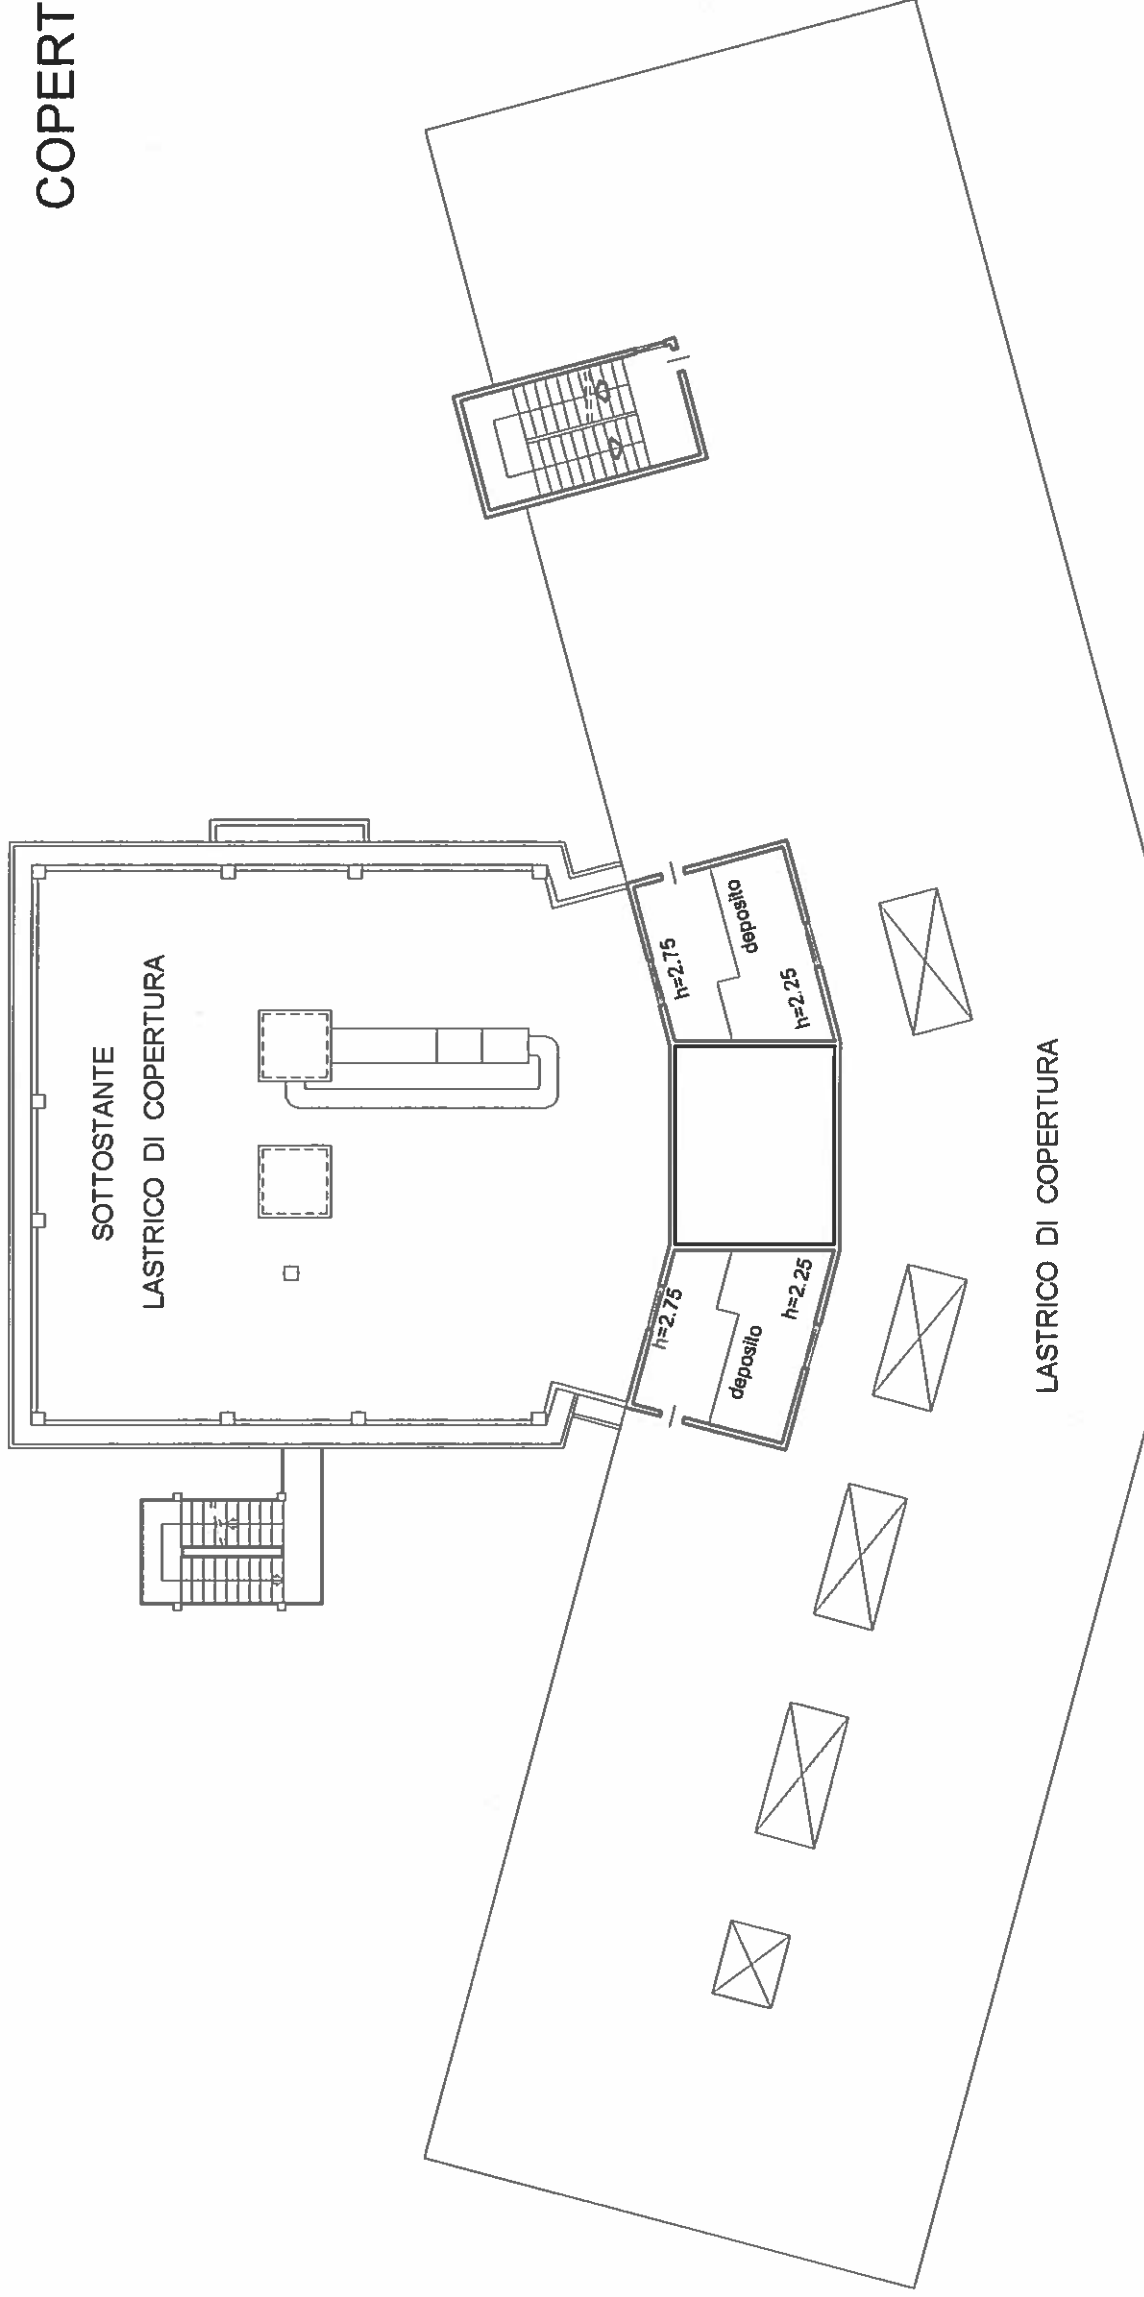 COPERT
SOTTOSTANTE
LASTRICO DI COPERTURA
h=2.75
deposito
h=2.25
h=2.75
deposito
h=2.25
LASTRICO DI COPERTURA